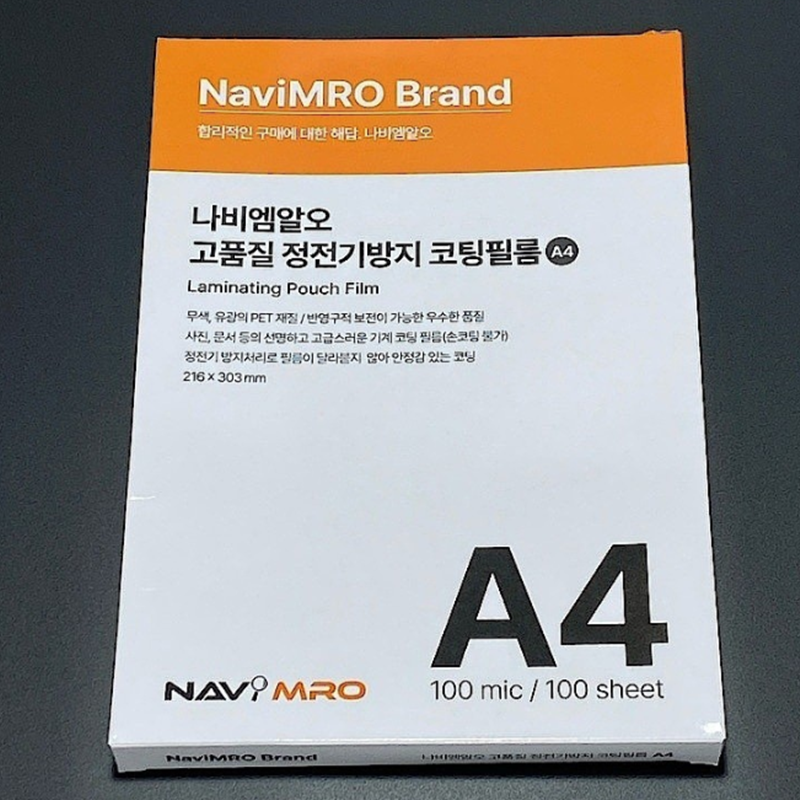 NaviMRO Brand
합리적인 구매에 대한 해답. 나비엠알오
나비엠알오
고품질 정전기방지 코팅필름 A4
Laminating Pouch Film
무색, 유광의 PET 재질 / 반영구적 보전이 가능한 우수한 품질
사진, 문서 등의 선명하고 고급스러운 기계 코팅 필름(손코팅 불가)
정전기 방지처리로 필름이 달라붙지 않아 안정감 있는 코팅
216 x 303 mm
A4
100 mic / 100 sheet
NAVI MRO
NaviMRO Brand
나비엠알오 고품질 정전기방지 코팅필름 A4